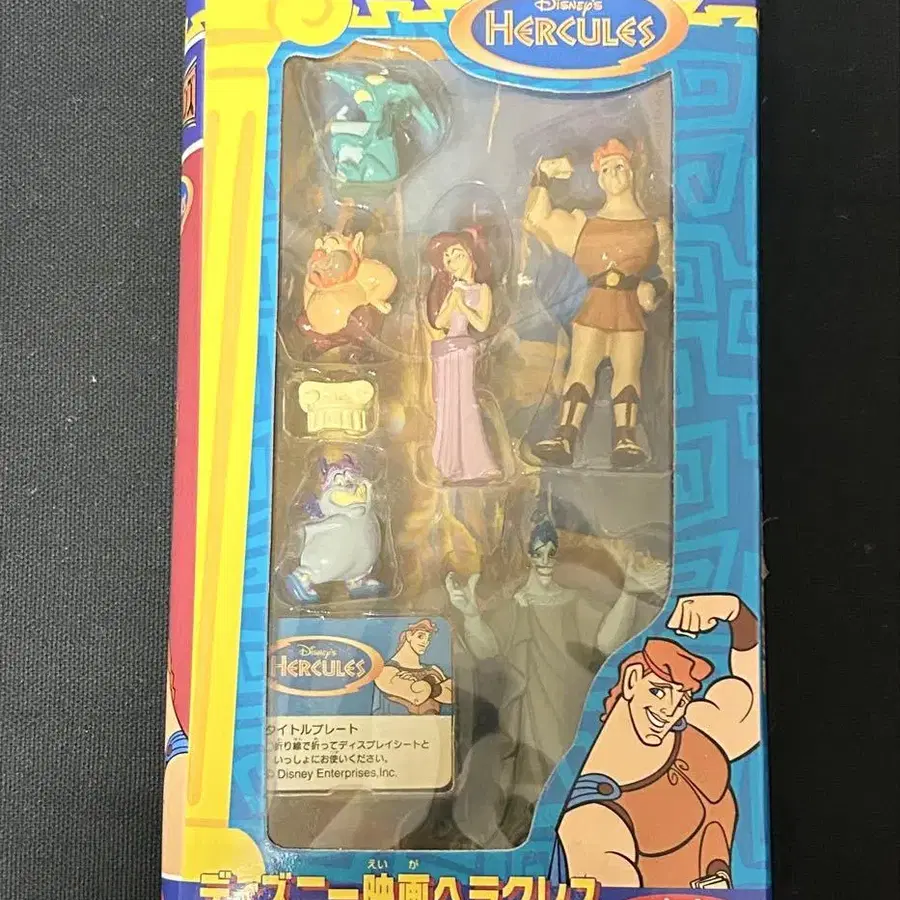 Disney's
HERCULES
Disney's
HERCULES
タイトルプレート
折り線で折ってディスプレイシートと
いっしょにお使いください。
© Disney Enterprises,Inc.
えいが
ディズニー映画ヘラクレス